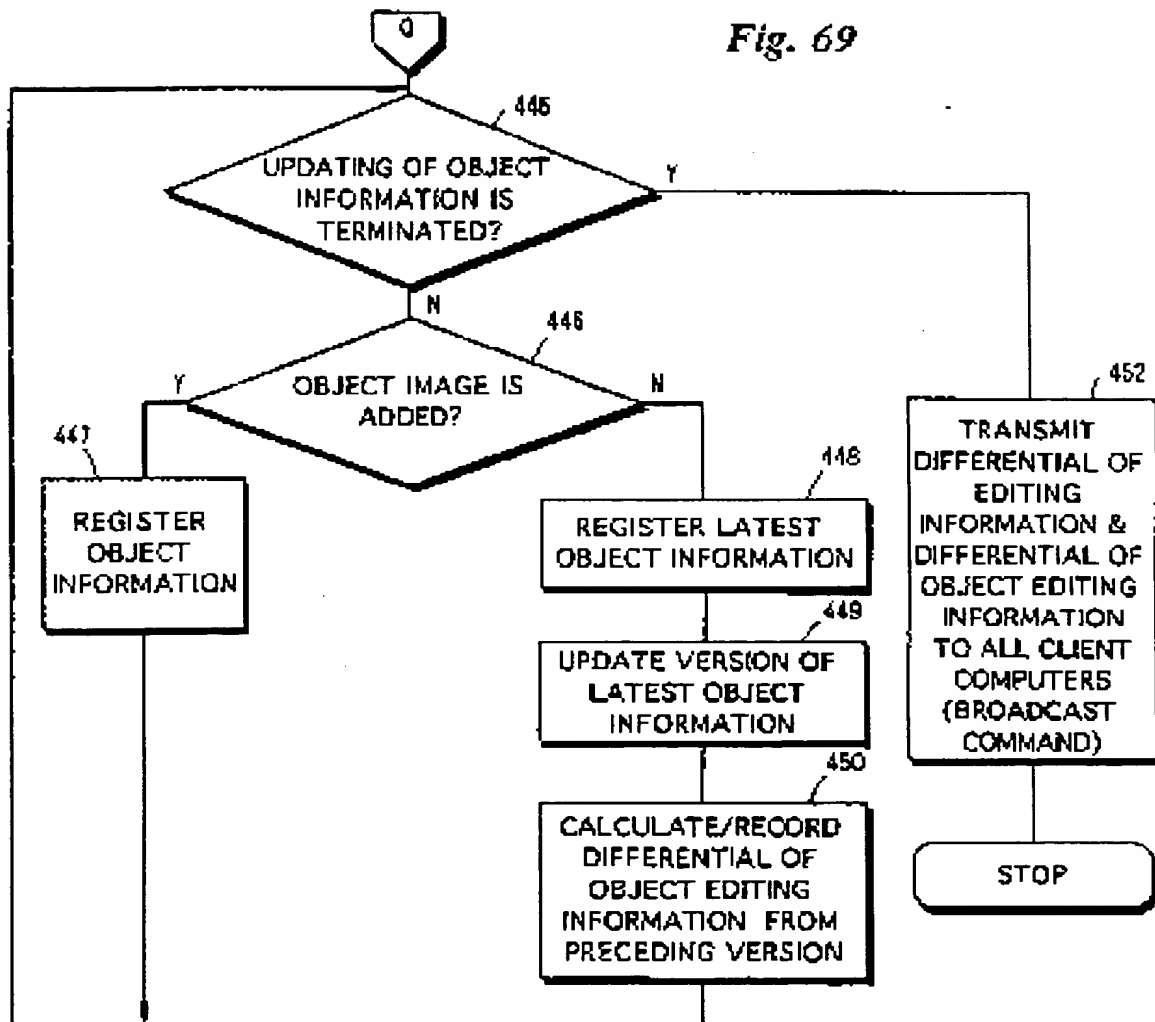 Q
Fig. 69
445
UPDATING OF OBJECT
INFORMATION IS
TERMINATED?
Y
N
446
OBJECT IMAGE IS
ADDED?
Y
N
447
REGISTER
OBJECT
INFORMATION
448
REGISTER LATEST
OBJECT INFORMATION
449
UPDATE VERSION OF
LATEST OBJECT
INFORMATION
450
CALCULATE/RECORD
DIFFERENTIAL OF
OBJECT EDITING
INFORMATION FROM
PRECEDING VERSION
452
TRANSMIT
DIFFERENTIAL OF
EDITING
INFORMATION &
DIFFERENTIAL OF
OBJECT EDITING
INFORMATION
TO ALL CLIENT
COMPUTERS
(BROADCAST
COMMAND)
STOP